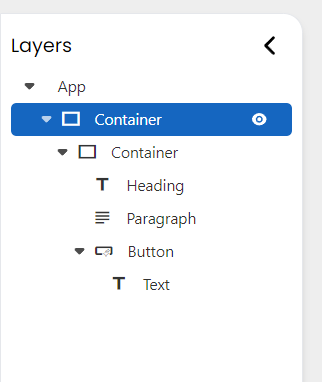 Layers
App
Container
Container
Heading
Paragraph
Button
Text